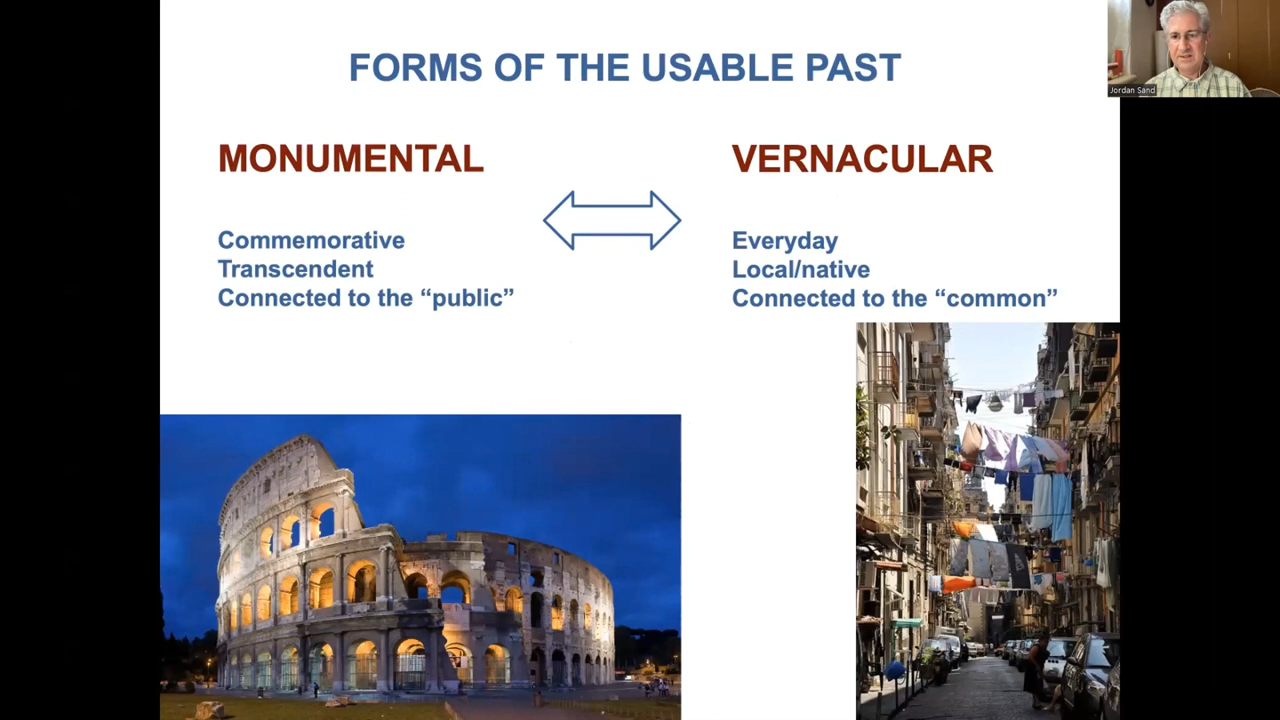 FORMS OF THE USABLE PAST
MONUMENTAL
Commemorative
Transcendent
Connected to the “public”
VERNACULAR
Everyday
Local/native
Connected to the “common”
Jordan Sand